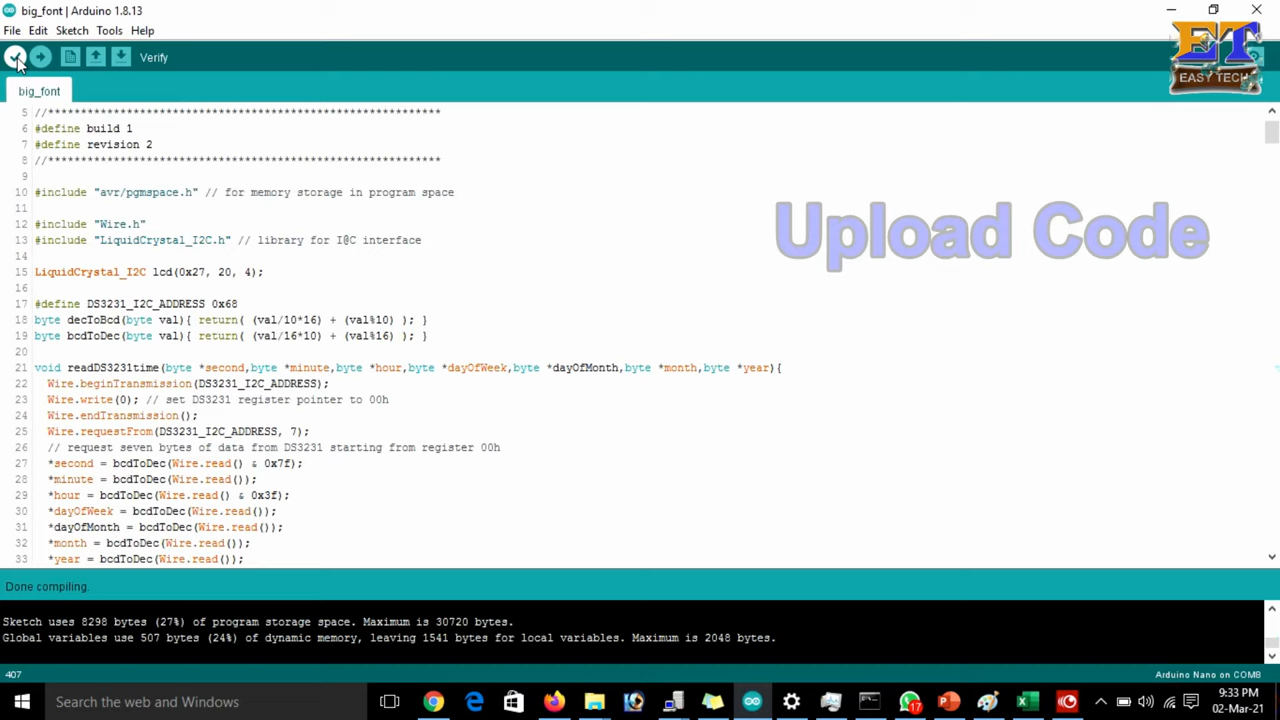 big_font | Arduino 1.8.13
File Edit Sketch Tools Help
Verify
ET
EASY TECH
big_font
5 //*************************************************************
6 #define build 1
7 #define revision 2
8 //*************************************************************
9
10 #include "avr/pgmspace.h" // for memory storage in program space
11
12 #include "Wire.h"
13 #include "LiquidCrystal_I2C.h" // library for I@C interface
14
15 LiquidCrystal_I2C lcd(0x27, 20, 4);
16
17 #define DS3231_I2C_ADDRESS 0x68
18 byte decToBcd(byte val){ return( (val/10*16) + (val%10) ); }
19 byte bcdToDec(byte val){ return( (val/16*10) + (val%16) ); }
20
21 void readDS3231time(byte *second,byte *minute,byte *hour,byte *dayOfWeek,byte *dayOfMonth,byte *month,byte *year){
22 Wire.beginTransmission(DS3231_I2C_ADDRESS);
23 Wire.write(0); // set DS3231 register pointer to 00h
24 Wire.endTransmission();
25 Wire.requestFrom(DS3231_I2C_ADDRESS, 7);
26 // request seven bytes of data from DS3231 starting from register 00h
27 *second = bcdToDec(Wire.read() & 0x7f);
28 *minute = bcdToDec(Wire.read());
29 *hour = bcdToDec(Wire.read() & 0x3f);
30 *dayOfWeek = bcdToDec(Wire.read());
31 *dayOfMonth = bcdToDec(Wire.read());
32 *month = bcdToDec(Wire.read());
33 *year = bcdToDec(Wire.read());
Upload Code
Done compiling.
Sketch uses 8298 bytes (27%) of program storage space. Maximum is 30720 bytes.
Global variables use 507 bytes (24%) of dynamic memory, leaving 1541 bytes for local variables. Maximum is 2048 bytes.
407
Arduino Nano on COM8
Search the web and Windows
17
9:33 PM
02-Mar-21